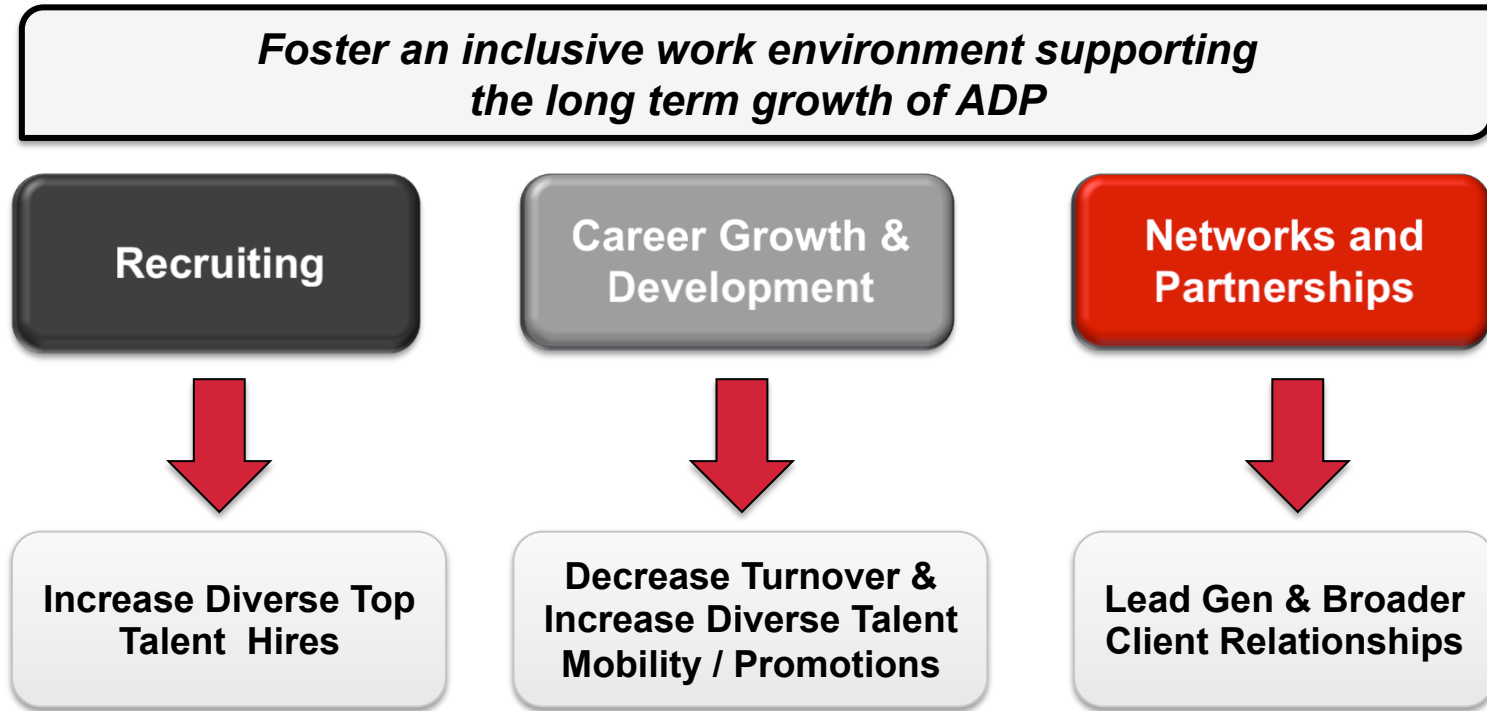 Foster an inclusive work environment supporting
the long term growth of ADP
Recruiting
Career Growth &
Development
Networks and
Partnerships
Increase Diverse Top
Talent Hires
Decrease Turnover &
Increase Diverse Talent
Mobility / Promotions
Lead Gen & Broader
Client Relationships